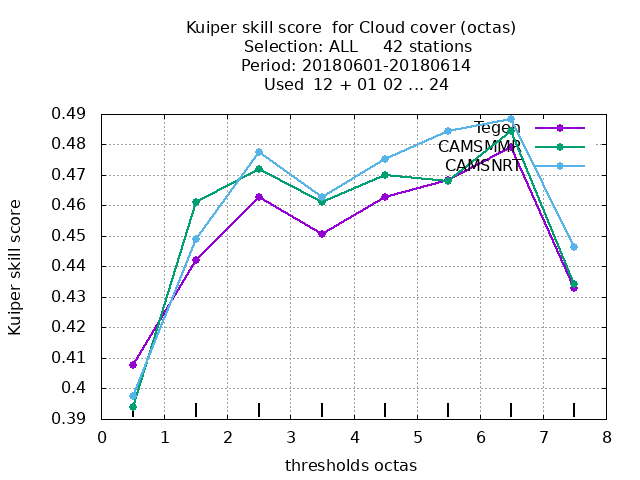 Kuiper skill score  for Cloud cover (octas)
Selection: ALL     42 stations
Period: 20180601-20180614
Used  12 + 01 02 ... 24
0.49
0.48
0.47
0.46
0.45
0.44
0.43
0.42
0.41
0.4
0.39
Kuiper skill score
Tegen
CAMSMMR
CAMSNRT
0 1 2 3 4 5 6 7 8
thresholds octas